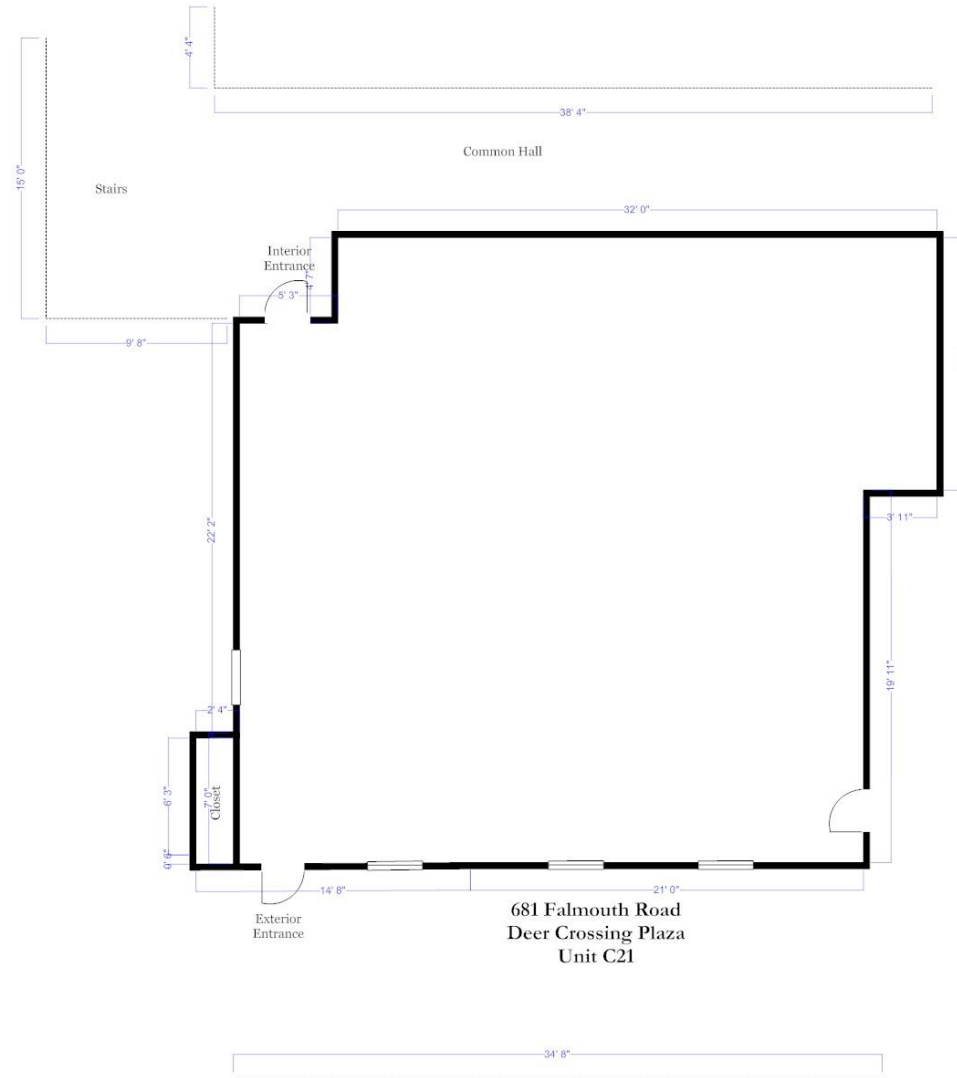 4' 4"
38' 4"
Common Hall
15' 0"
Stairs
32' 0"
Interior
Entrance
4' 7"
5' 3"
9' 8"
22' 2"
3' 11"
19' 11"
2' 4"
6' 3"
7' 0"
Closet
0' 6"
14' 8"
21' 0"
Exterior
Entrance
681 Falmouth Road
Deer Crossing Plaza
Unit C21
34' 8"